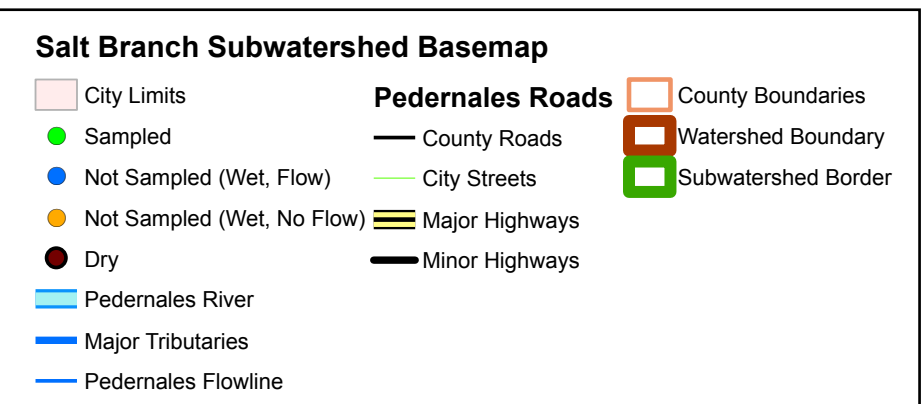 Salt Branch Subwatershed Basemap
City Limits
Sampled
Not Sampled (Wet, Flow)
Not Sampled (Wet, No Flow)
Dry
Pedernales River
Major Tributaries
Pedernales Flowline
Pedernales Roads
County Roads
City Streets
Major Highways
Minor Highways
County Boundaries
Watershed Boundary
Subwatershed Border